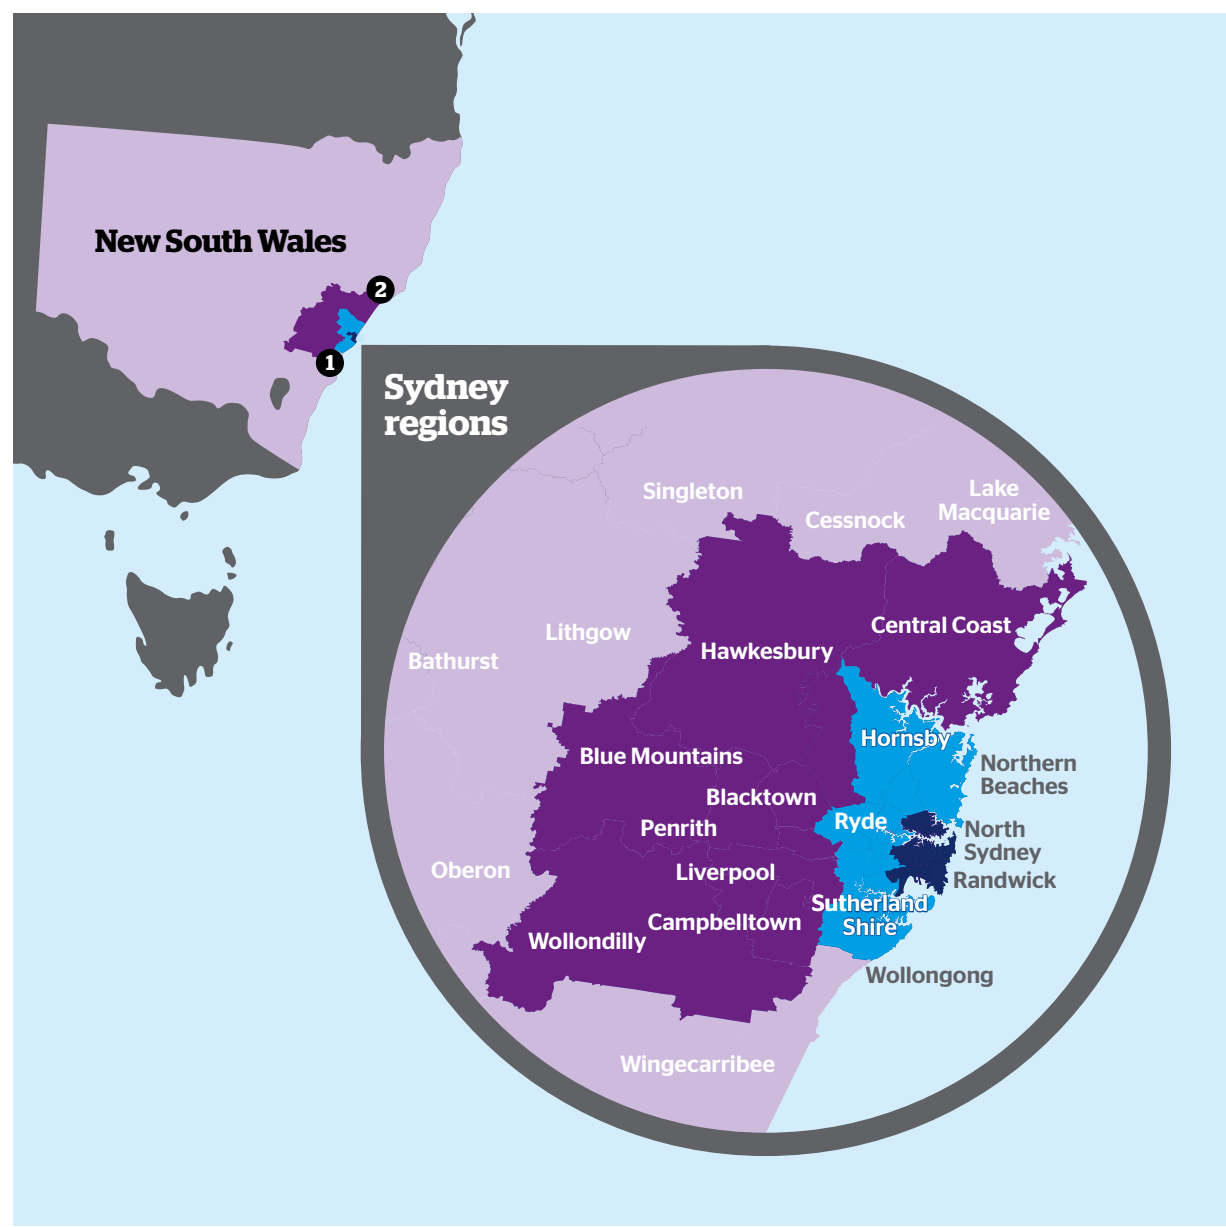 New South Wales
2
1
Sydney
regions
Singleton
Lake
Macquarie
Cessnock
Central Coast
Lithgow
Hawkesbury
Bathurst
Hornsby
Blue Mountains
Northern
Beaches
Blacktown
Ryde
Penrith
North
Sydney
Oberon
Liverpool
Randwick
Sutherland
Shire
Campbelltown
Wollondilly
Wollongong
Wingecarribee